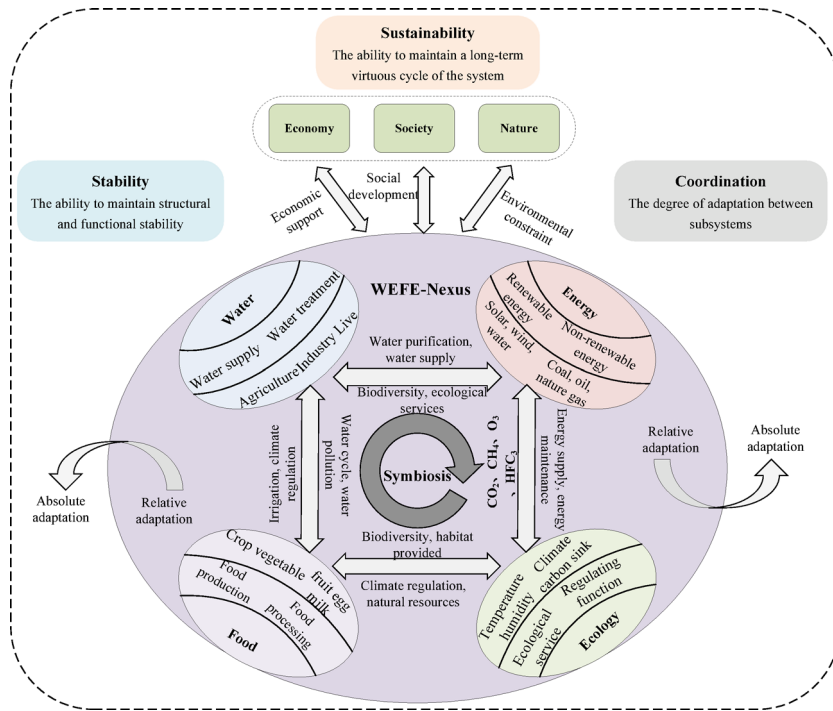 Sustainability
The ability to maintain a long-term
virtuous cycle of the system
Economy
Society
Nature
Stability
The ability to maintain structural
and functional stability
Coordination
The degree of adaptation between
subsystems
Economic
support
Social
development
Environmental
constraint
WEFE-Nexus
Water
Water supply
Water treatment
Agriculture
Industry
Live
Energy
Renewable
energy
Non-renewable
energy
Solar, wind,
water
Coal, oil,
nature gas
Water purification,
water supply
Biodiversity, ecological
services
Irrigation, climate
regulation
Water cycle, water
pollution
Symbiosis
CO₂、CH₄、O₃
、HFC₃
Energy supply, energy
maintenance
Absolute
adaptation
Relative
adaptation
Relative
adaptation
Absolute
adaptation
Biodiversity, habitat
provided
Climate regulation,
natural resources
Crop vegetable
fruit egg
milk
Food
production
Food
processing
Food
Temperature
humidity
Climate
carbon sink
Ecological
service
Regulating
function
Ecology